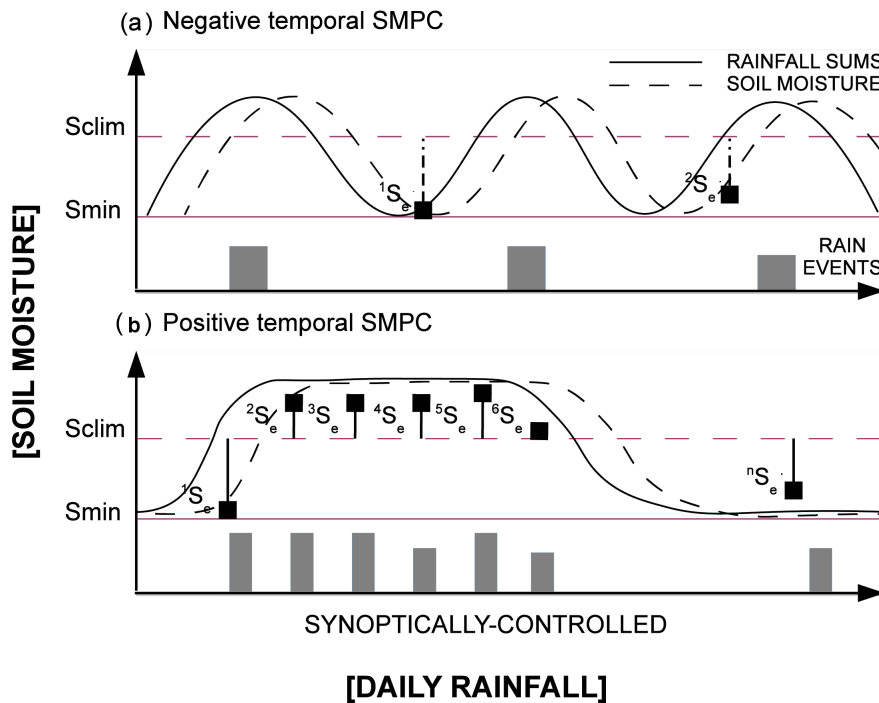 (a) Negative temporal SMPC
RAINFALL SUMS
SOIL MOISTURE
Sclim
¹Sₑ
²Sₑ
Smin
RAIN
EVENTS
(b) Positive temporal SMPC
²Sₑ ³Sₑ ⁴Sₑ ⁵Sₑ ⁶Sₑ
Sclim
ⁿSₑ
¹Sₑ
Smin
SYNOPTICALLY-CONTROLLED
[SOIL MOISTURE]
[DAILY RAINFALL]